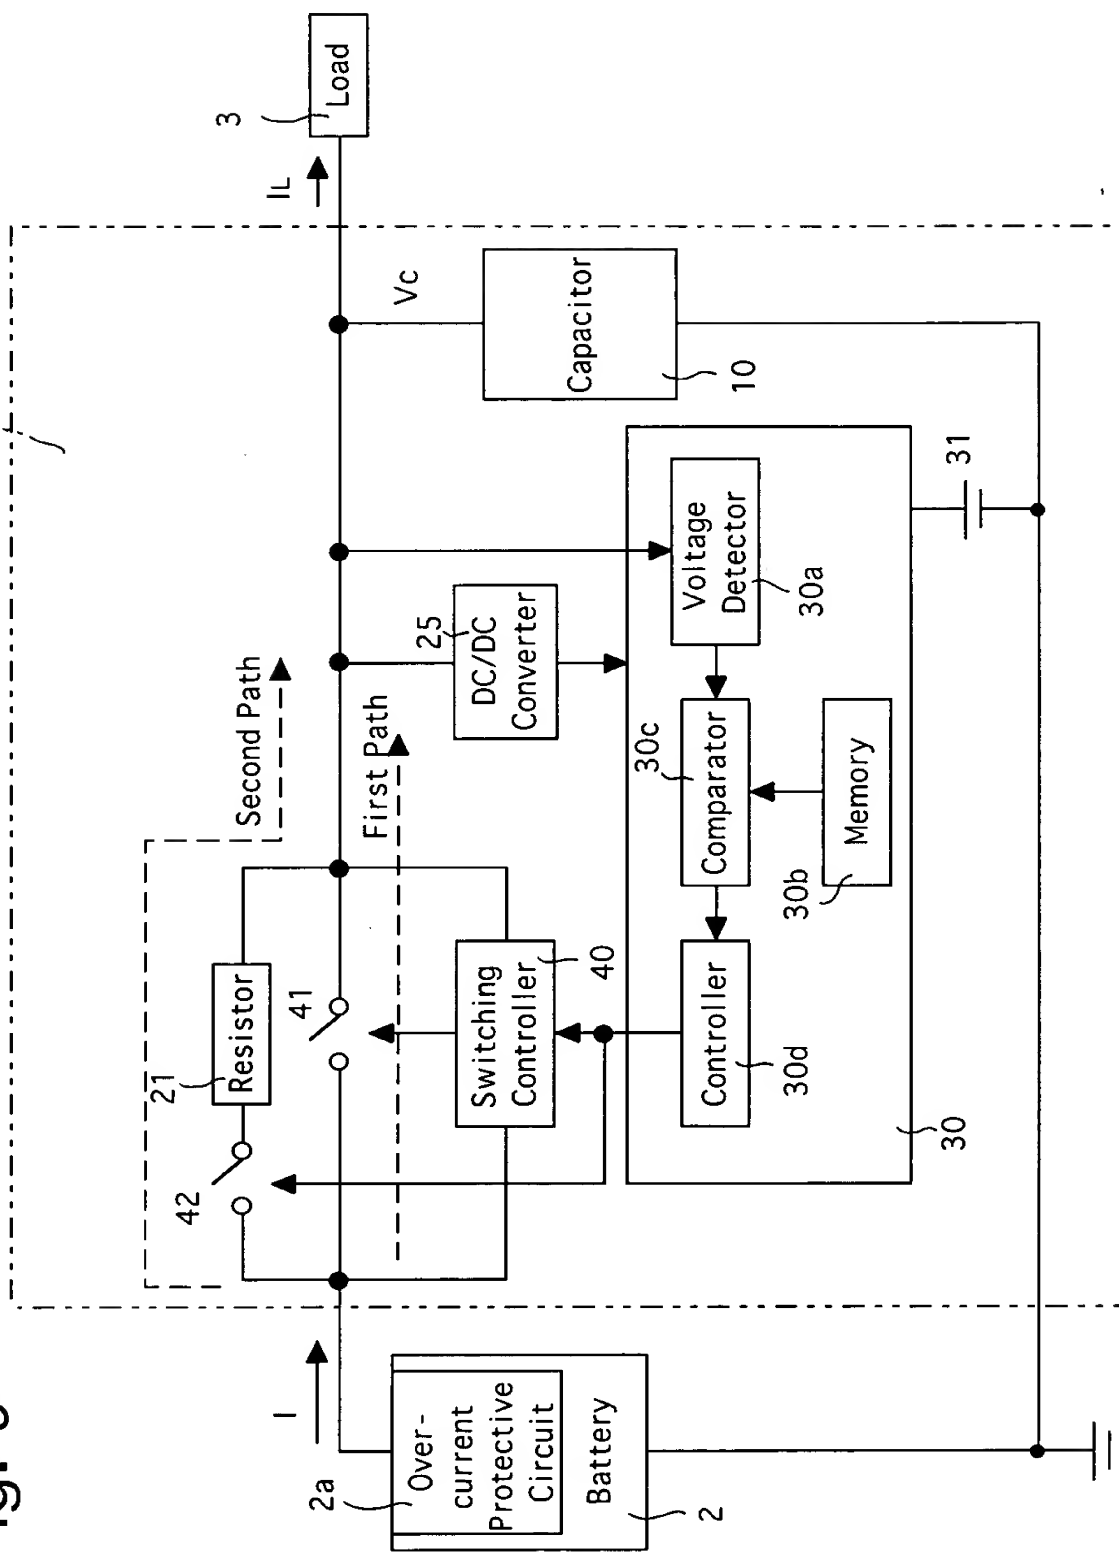 3
Load
IL
Vc
Capacitor
10
31
Second Path
First Path
25
DC/DC
Converter
Voltage
Detector
30a
30c
Comparator
30b
Memory
41
21
Resistor
42
Switching
Controller
40
Controller
30d
30
I
2a
Over-
current
Protective
Circuit
Battery
2